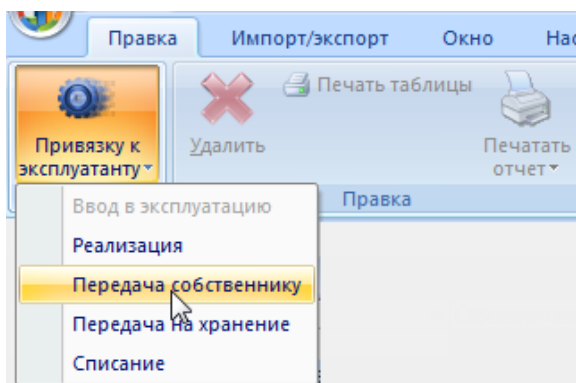 Правка Импорт/экспорт Окно Нас
Привязку к эксплуатанту
Удалить
Печать таблицы
Печатать отчет
Правка
Ввод в эксплуатацию
Реализация
Передача собственнику
Передача на хранение
Списание